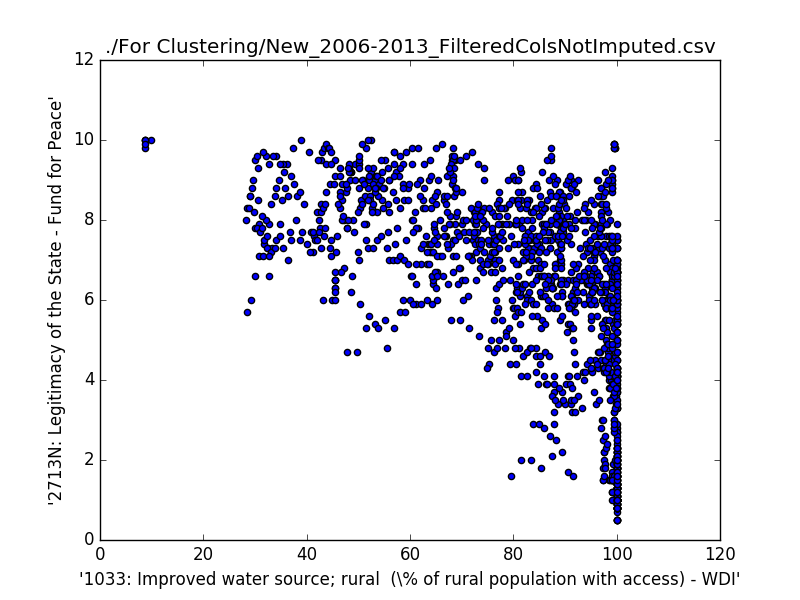 ./For Clustering/New_2006-2013_FilteredColsNotImputed.csv
12
10
8
6
4
2
0
'2713N: Legitimacy of the State - Fund for Peace'
0 20 40 60 80 100 120
'1033: Improved water source; rural  (\% of rural population with access) - WDI'